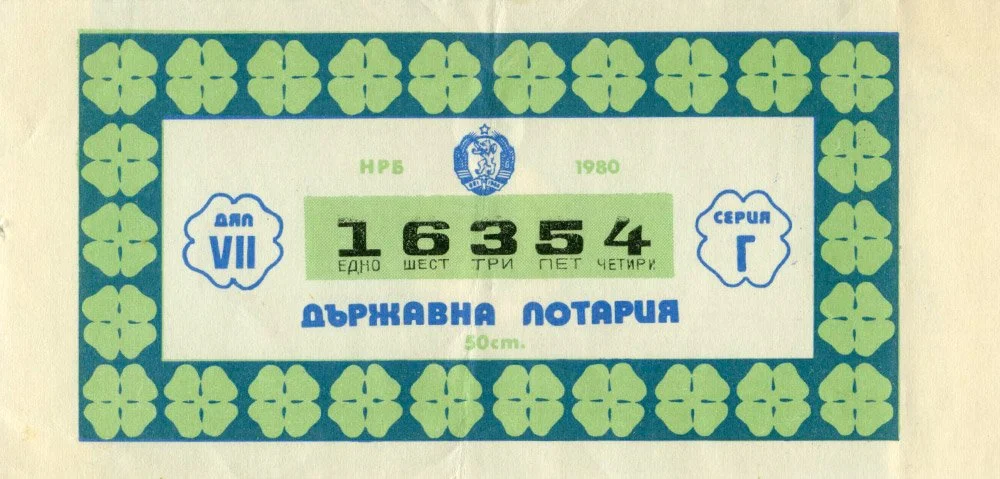 НРБ 1980
ДЯЛ
VII
16354
ЕДНО ШЕСТ ТРИ ПЕТ ЧЕТИРИ
СЕРИЯ
Г
ДЪРЖАВНА ЛОТАРИЯ
50ст.